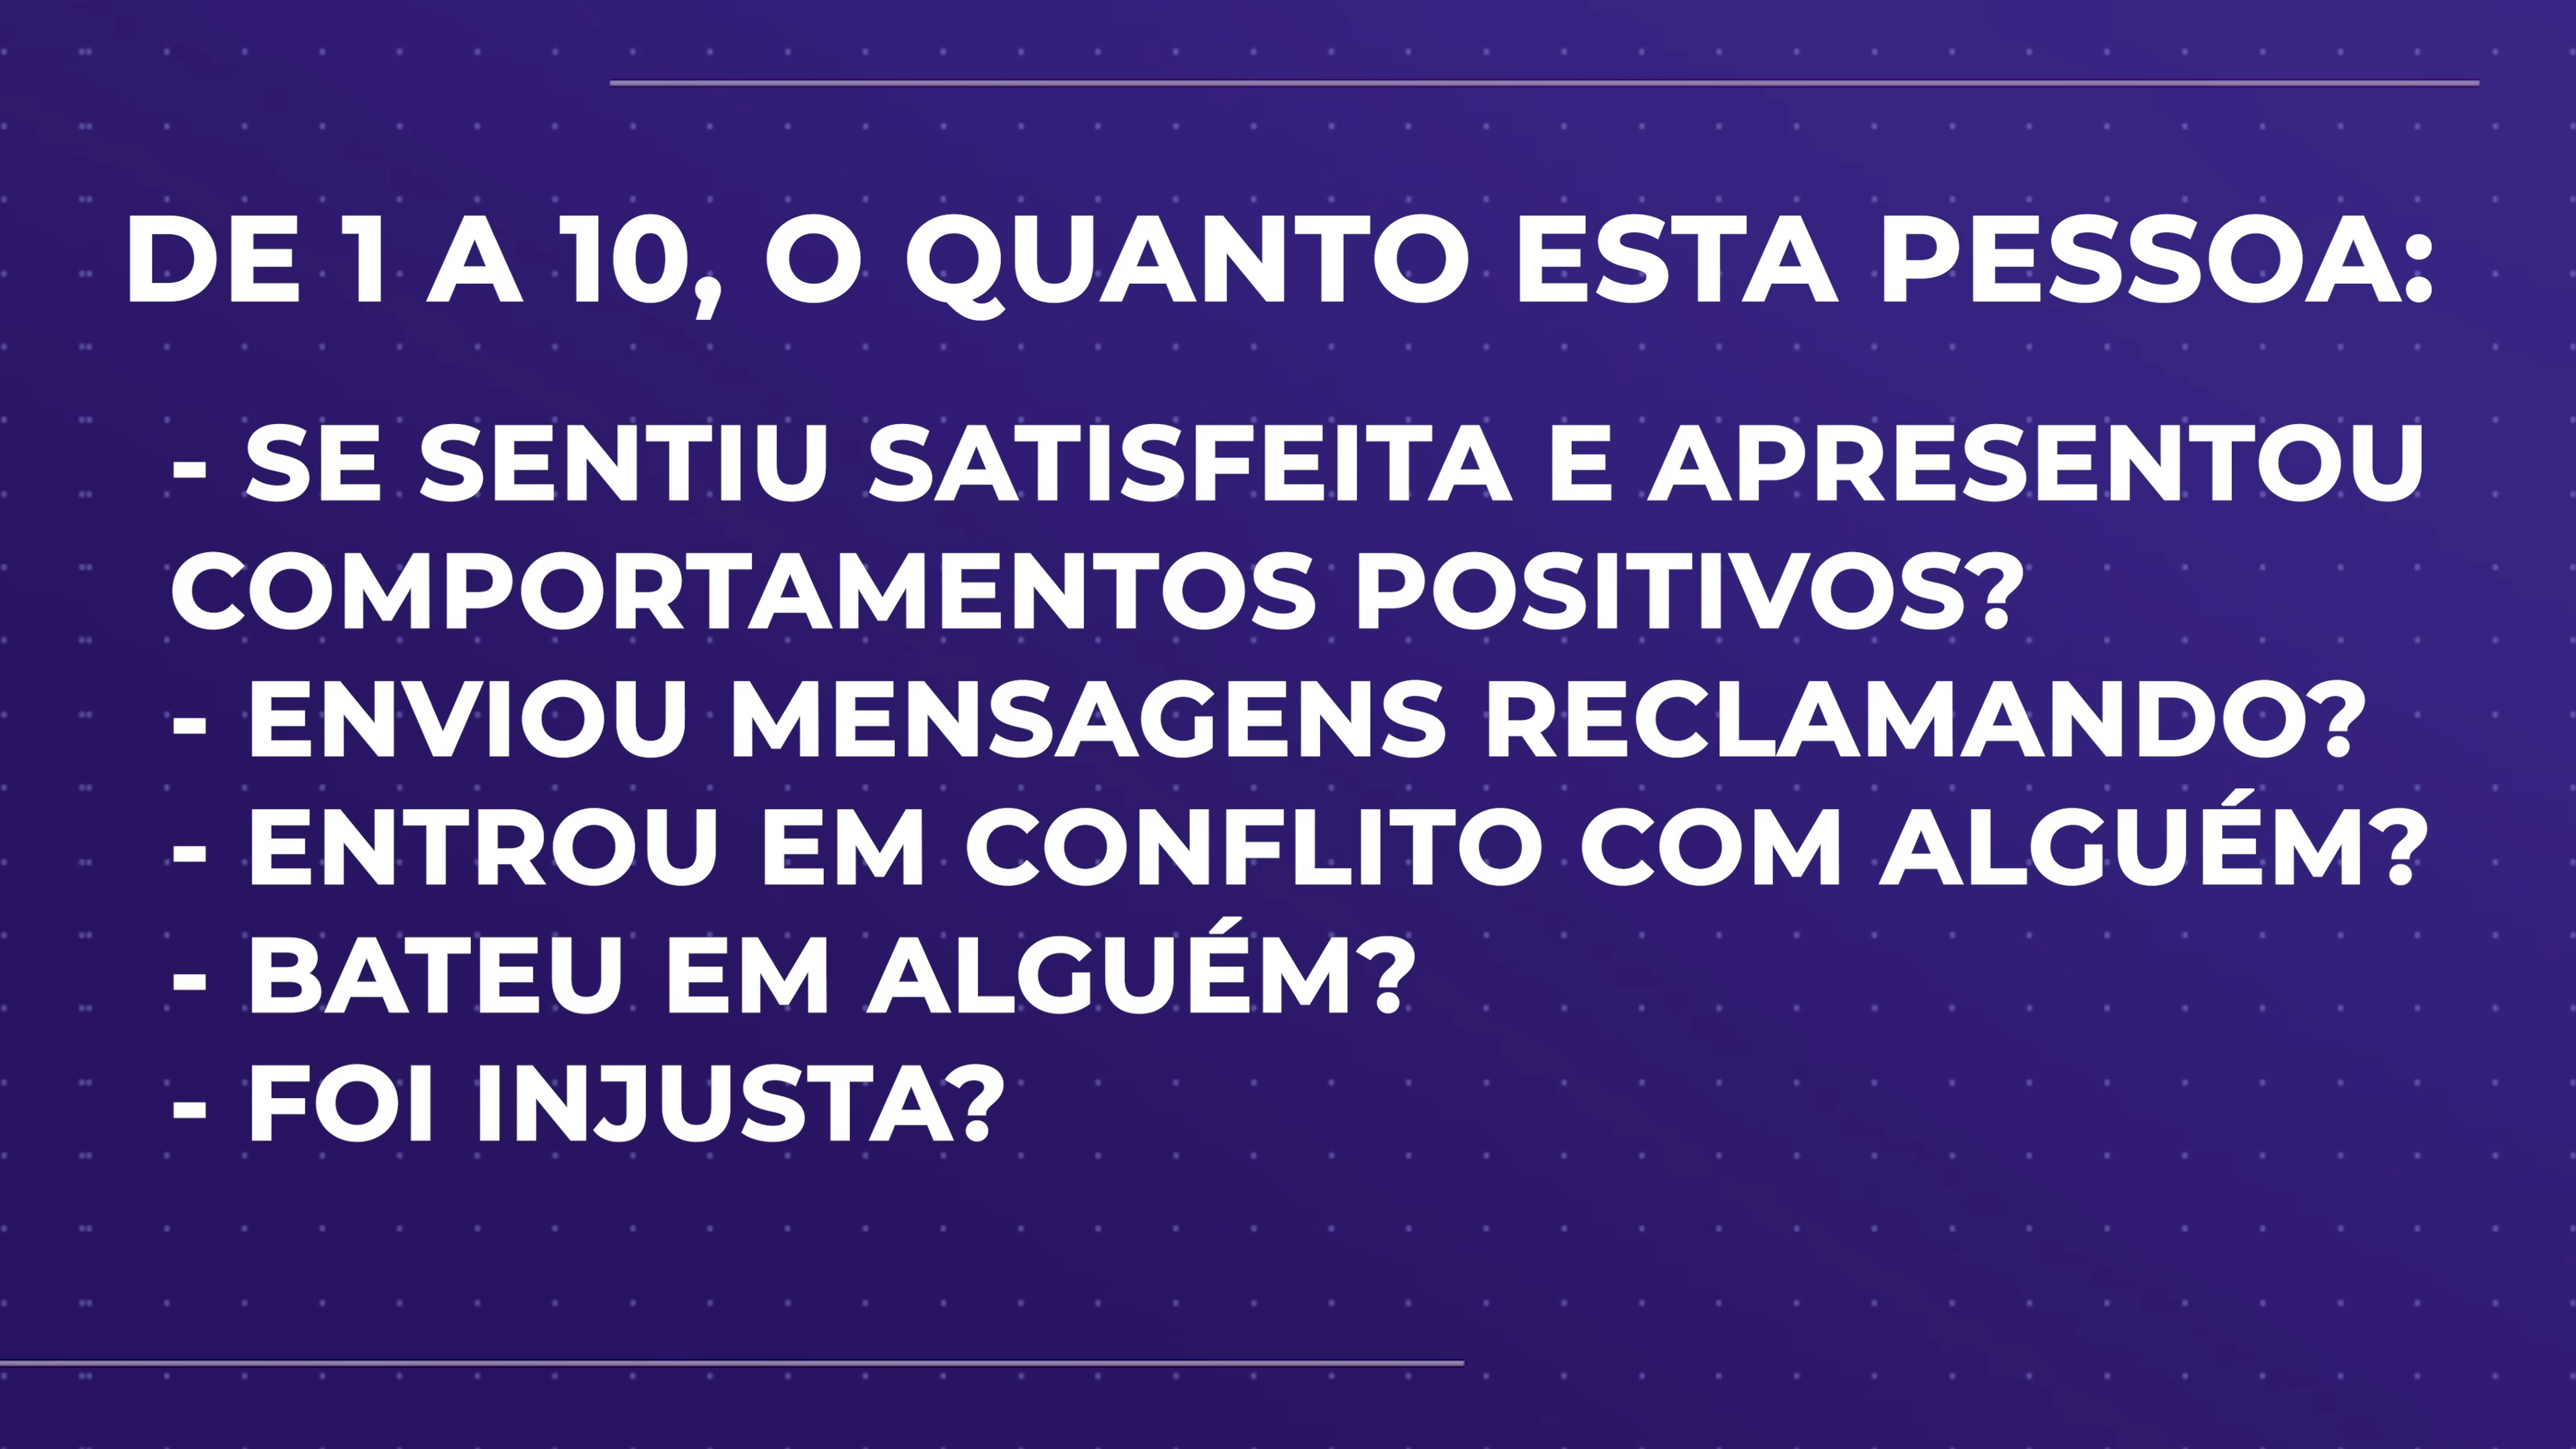 DE 1 A 10, O QUANTO ESTA PESSOA:
- SE SENTIU SATISFEITA E APRESENTOU
COMPORTAMENTOS POSITIVOS?
- ENVIOU MENSAGENS RECLAMANDO?
- ENTROU EM CONFLITO COM ALGUÉM?
- BATEU EM ALGUÉM?
- FOI INJUSTA?